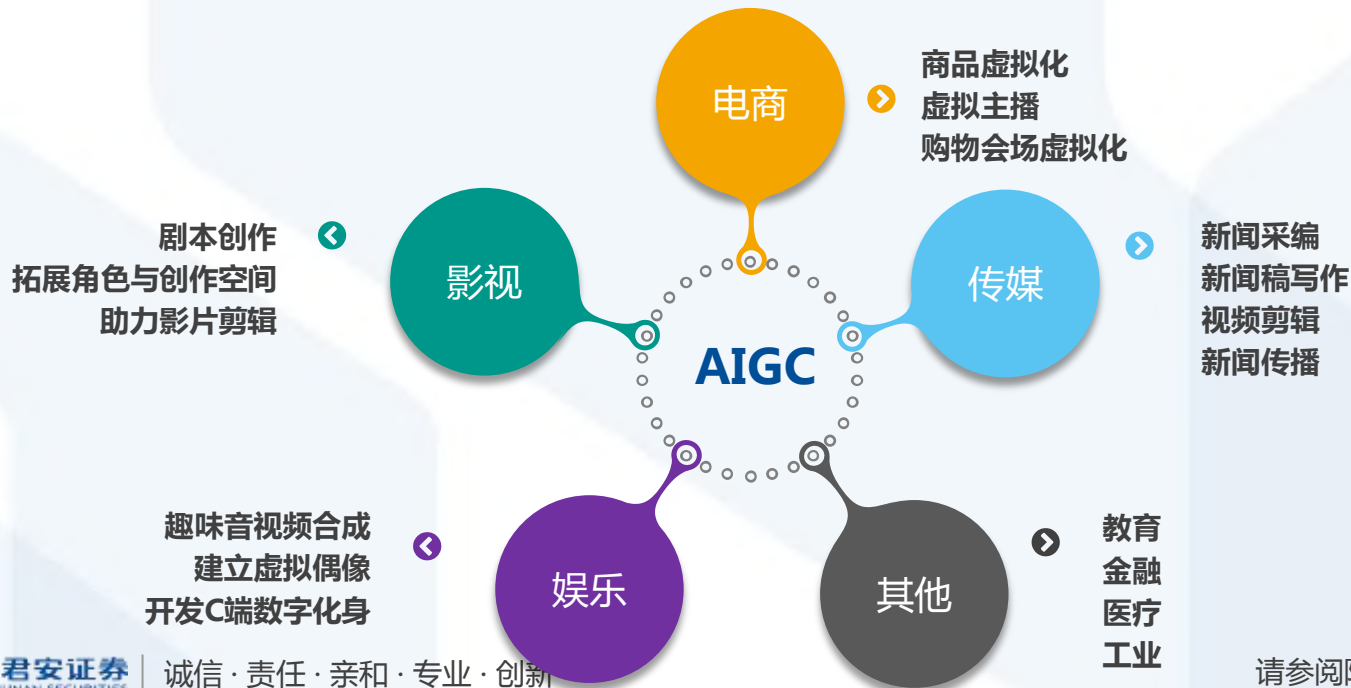 电商
商品虚拟化
虚拟主播
购物会场虚拟化
影视
剧本创作
拓展角色与创作空间
助力影片剪辑
传媒
新闻采编
新闻稿写作
视频剪辑
新闻传播
AIGC
娱乐
趣味音视频合成
建立虚拟偶像
开发C端数字化身
其他
教育
金融
医疗
工业
君安证券
诚信 · 责任 · 亲和 · 专业 · 创新
请参阅